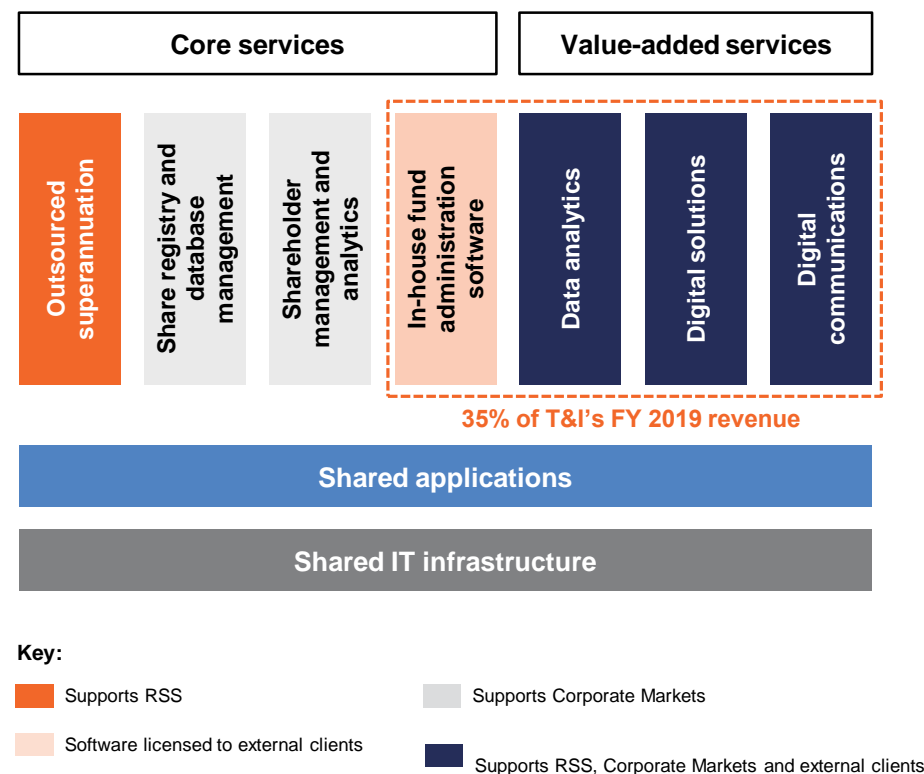 Core services
Value-added services
Outsourced
superannuation
Share registry and
database
management
Shareholder
management and
analytics
In-house fund
administration
software
Data analytics
Digital solutions
Digital
communications
35% of T&I's FY 2019 revenue
Shared applications
Shared IT infrastructure
Key:
Supports RSS
Supports Corporate Markets
Software licensed to external clients
Supports RSS, Corporate Markets and external clients